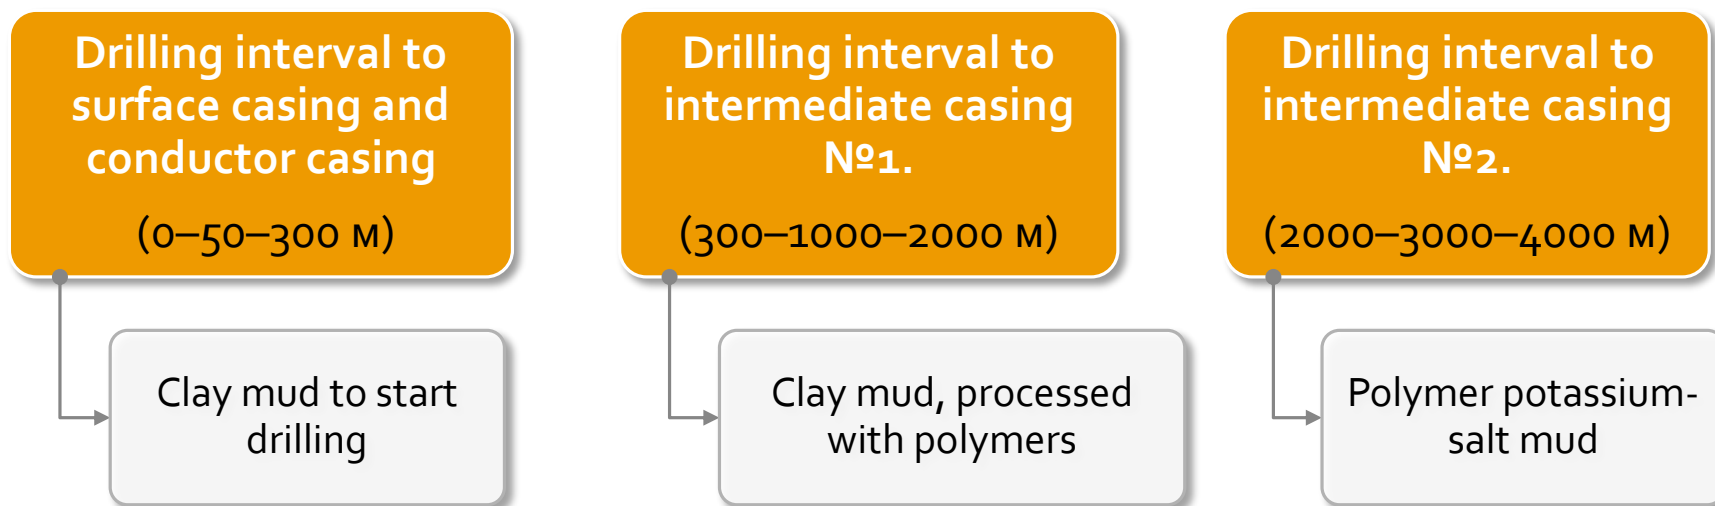 Drilling interval to
surface casing and
conductor casing
(0–50–300 м)
Clay mud to start
drilling
Drilling interval to
intermediate casing
№1.
(300–1000–2000 м)
Clay mud, processed
with polymers
Drilling interval to
intermediate casing
№2.
(2000–3000–4000 м)
Polymer potassium-
salt mud